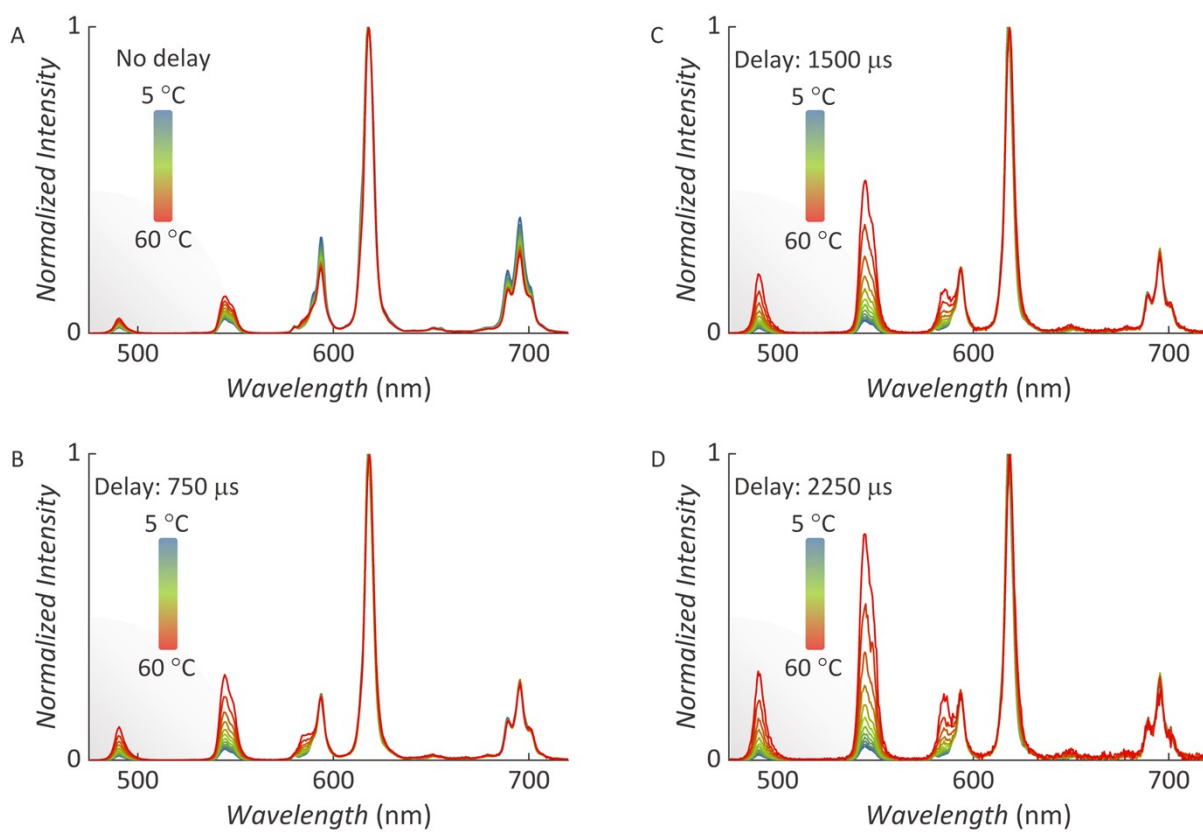 A
1
No delay
5 °C
60 °C
0
Normalized Intensity
500
600
700
Wavelength (nm)
C
1
Delay: 1500 µs
5 °C
60 °C
0
Normalized Intensity
500
600
700
Wavelength (nm)
B
1
Delay: 750 µs
5 °C
60 °C
0
Normalized Intensity
500
600
700
Wavelength (nm)
D
1
Delay: 2250 µs
5 °C
60 °C
0
Normalized Intensity
500
600
700
Wavelength (nm)